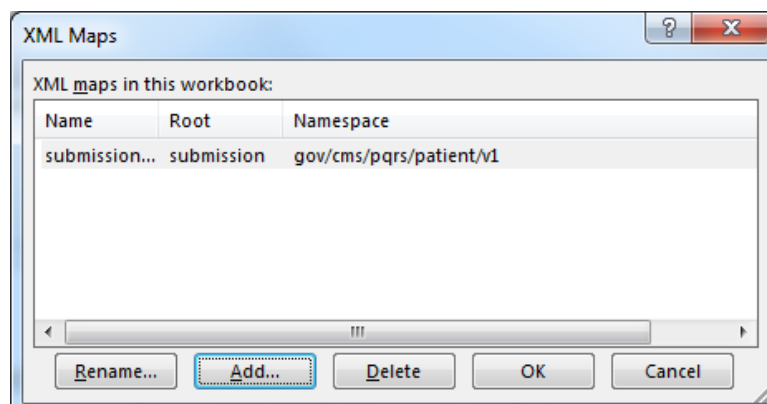 XML Maps
XML maps in this workbook:
Name Root Namespace
submission... submission gov/cms/pqrs/patient/v1
Rename... Add... Delete OK Cancel